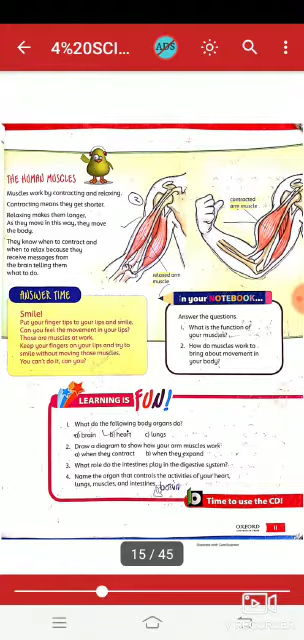 4%20SCI...
ADS
THE HUMAN MUSCLES
Muscles work by contracting and relaxing.
Contracting means they get shorter.
Relaxing makes them longer.
As they move in this way, they move
the body.
They know when to contract and
when to relax because they
receive messages from
the brain telling them
what to do.
contracted
arm muscle
relaxed arm
muscle
ANSWER TIME
Smile!
Put your finger tips to your lips and smile.
Can you feel the movement in your lips?
Those are muscles at work.
Keep your fingers on your lips and try to
smile without moving those muscles.
You can't do it, can you?
In your NOTEBOOK...
Answer the questions.
1. What is the function of
your muscles?
2. How do muscles work to
bring about movement in
your body?
LEARNING IS FUN!
1. What do the following body organs do?
a) brain b) heart c) lungs
2. Draw a diagram to show how your arm muscles work
a) when they contract b) when they expand
3. What role do the intestines play in the digestive system?
4. Name the organ that controls the activities of your heart,
lungs, muscles, and intestines. brain
Time to use the CD!
OXFORD
UNIVERSITY PRESS
11
Scanned with CamScanner
15 / 45
V RECORDER